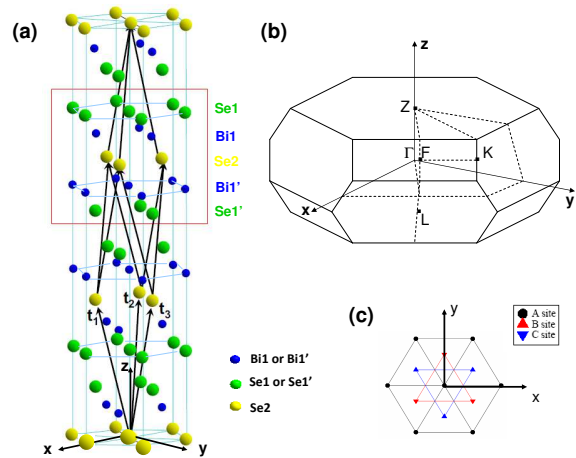 (a)
Se1
Bi1
Se2
Bi1'
Se1'
t1
t2
t3
z
x
y
Bi1 or Bi1'
Se1 or Se1'
Se2
(b)
z
Z
Γ
F
K
x
y
L
(c)
y
A site
B site
C site
x